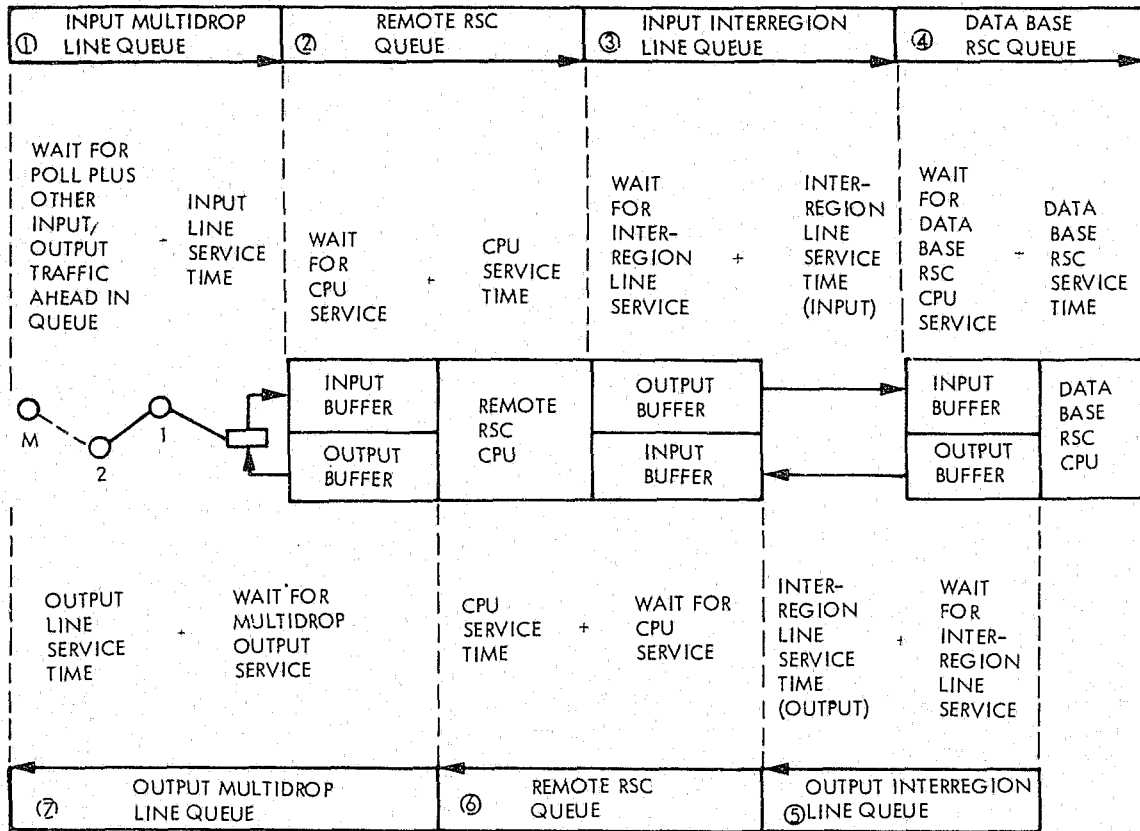 ① INPUT MULTIDROP
LINE QUEUE
② REMOTE RSC
QUEUE
③ INPUT INTERREGION
LINE QUEUE
④ DATA BASE
RSC QUEUE
WAIT FOR
POLL PLUS
OTHER
INPUT/
OUTPUT
TRAFFIC
AHEAD IN
QUEUE
+
INPUT
LINE
SERVICE
TIME
WAIT
FOR
CPU
SERVICE
+
CPU
SERVICE
TIME
WAIT
FOR
INTER-
REGION
LINE
SERVICE
+
INTER-
REGION
LINE
SERVICE
TIME
(INPUT)
WAIT
FOR
DATA
BASE
RSC
CPU
SERVICE
+
DATA
BASE
RSC
SERVICE
TIME
M
2
1
INPUT
BUFFER
OUTPUT
BUFFER
REMOTE
RSC
CPU
OUTPUT
BUFFER
INPUT
BUFFER
INPUT
BUFFER
OUTPUT
BUFFER
DATA
BASE
RSC
CPU
OUTPUT
LINE
SERVICE
TIME
+
WAIT FOR
MULTIDROP
OUTPUT
SERVICE
CPU
SERVICE
TIME
+
WAIT FOR
CPU
SERVICE
INTER-
REGION
LINE
SERVICE
TIME
(OUTPUT)
+
WAIT
FOR
INTER-
REGION
LINE
SERVICE
⑦ OUTPUT MULTIDROP
LINE QUEUE
⑥ REMOTE RSC
QUEUE
OUTPUT INTERREGION
⑤ LINE QUEUE